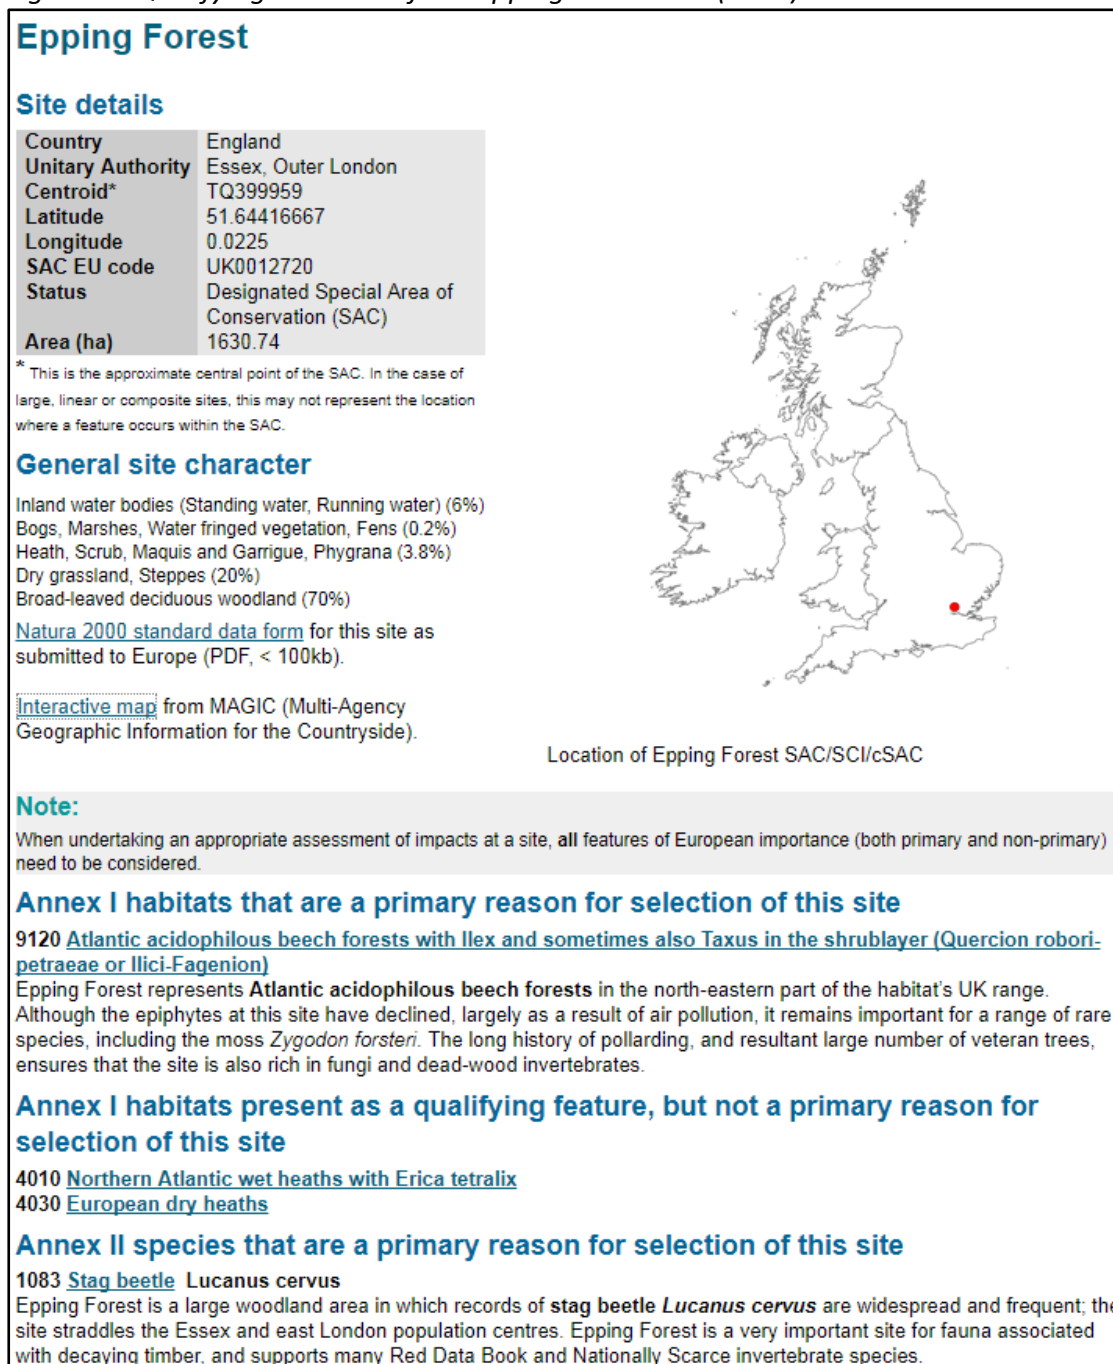 Epping Forest
Site details
Country England
Unitary Authority Essex, Outer London
Centroid* TQ399959
Latitude 51.64416667
Longitude 0.0225
SAC EU code UK0012720
Status Designated Special Area of
Conservation (SAC)
Area (ha) 1630.74
* This is the approximate central point of the SAC. In the case of
large, linear or composite sites, this may not represent the location
where a feature occurs within the SAC.
General site character
Inland water bodies (Standing water, Running water) (6%)
Bogs, Marshes, Water fringed vegetation, Fens (0.2%)
Heath, Scrub, Maquis and Garrigue, Phygrana (3.8%)
Dry grassland, Steppes (20%)
Broad-leaved deciduous woodland (70%)
Natura 2000 standard data form for this site as
submitted to Europe (PDF, < 100kb).
Interactive map from MAGIC (Multi-Agency
Geographic Information for the Countryside).
Location of Epping Forest SAC/SCI/cSAC
Note:
When undertaking an appropriate assessment of impacts at a site, all features of European importance (both primary and non-primary)
need to be considered.
Annex I habitats that are a primary reason for selection of this site
9120 Atlantic acidophilous beech forests with Ilex and sometimes also Taxus in the shrublayer (Quercion robori-
petraeae or Ilici-Fagenion)
Epping Forest represents Atlantic acidophilous beech forests in the north-eastern part of the habitat's UK range.
Although the epiphytes at this site have declined, largely as a result of air pollution, it remains important for a range of rare
species, including the moss Zygodon forsteri. The long history of pollarding, and resultant large number of veteran trees,
ensures that the site is also rich in fungi and dead-wood invertebrates.
Annex I habitats present as a qualifying feature, but not a primary reason for
selection of this site
4010 Northern Atlantic wet heaths with Erica tetralix
4030 European dry heaths
Annex II species that are a primary reason for selection of this site
1083 Stag beetle Lucanus cervus
Epping Forest is a large woodland area in which records of stag beetle Lucanus cervus are widespread and frequent; the
site straddles the Essex and east London population centres. Epping Forest is a very important site for fauna associated
with decaying timber, and supports many Red Data Book and Nationally Scarce invertebrate species.